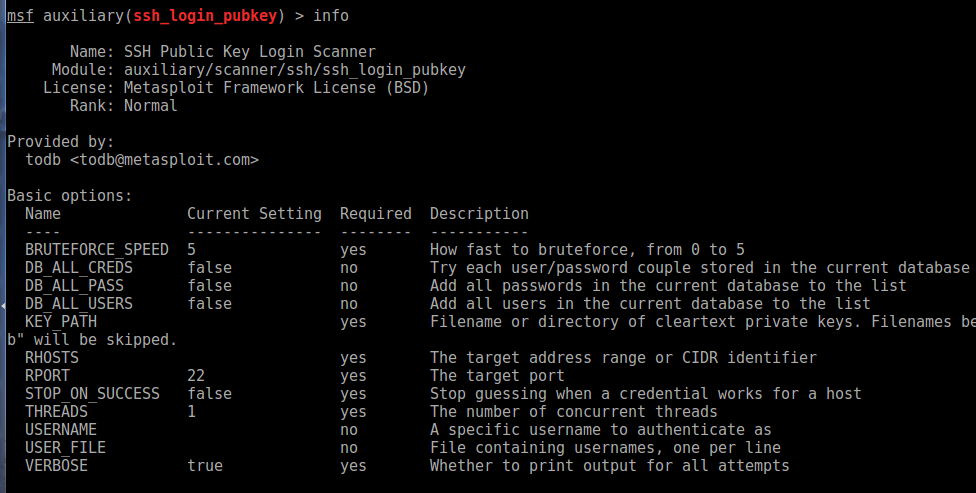 msf auxiliary(ssh_login_pubkey) > info
Name: SSH Public Key Login Scanner
Module: auxiliary/scanner/ssh/ssh_login_pubkey
License: Metasploit Framework License (BSD)
Rank: Normal
Provided by:
todb <todb@metasploit.com>
Basic options:
Name Current Setting Required Description
---- --------------- -------- -----------
BRUTEFORCE_SPEED 5 yes How fast to bruteforce, from 0 to 5
DB_ALL_CREDS false no Try each user/password couple stored in the current database
DB_ALL_PASS false no Add all passwords in the current database to the list
DB_ALL_USERS false no Add all users in the current database to the list
KEY_PATH yes Filename or directory of cleartext private keys. Filenames be
b" will be skipped.
RHOSTS yes The target address range or CIDR identifier
RPORT 22 yes The target port
STOP_ON_SUCCESS false yes Stop guessing when a credential works for a host
THREADS 1 yes The number of concurrent threads
USERNAME no A specific username to authenticate as
USER_FILE no File containing usernames, one per line
VERBOSE true yes Whether to print output for all attempts